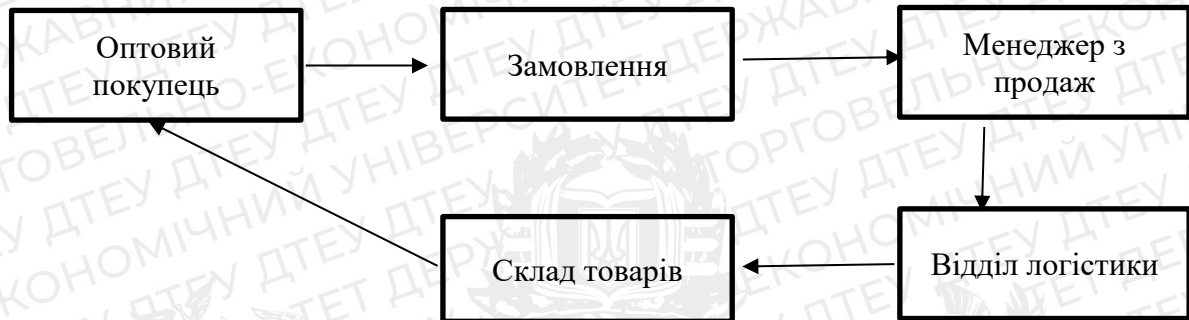 Оптовий
покупець
Замовлення
Менеджер з
продаж
Склад товарів
Відділ логістики